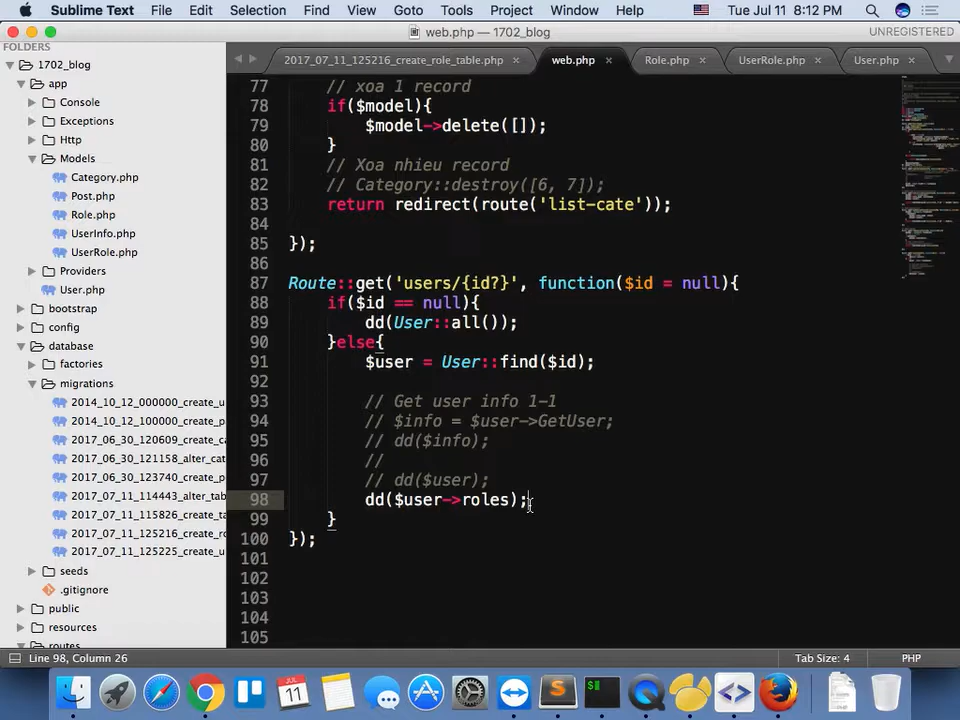 Sublime Text File Edit Selection Find View Goto Tools Project Window Help Tue Jul 11 8:12 PM
web.php — 1702_blog UNREGISTERED
FOLDERS
1702_blog
app
Console
Exceptions
Http
Models
Category.php
Post.php
Role.php
UserInfo.php
UserRole.php
Providers
User.php
bootstrap
config
database
factories
migrations
2014_10_12_000000_create_u
2014_10_12_100000_create_p
2017_06_30_120609_create_c
2017_06_30_121158_alter_cat
2017_06_30_123740_create_p
2017_07_11_114443_alter_tab
2017_07_11_115826_create_ta
2017_07_11_125216_create_ro
2017_07_11_125225_create_u
seeds
.gitignore
public
resources
routes
2017_07_11_125216_create_role_table.php web.php Role.php UserRole.php User.php
77 // xoa 1 record
78 if($model){
79 $model->delete([]);
80 }
81 // Xoa nhieu record
82 // Category::destroy([6, 7]);
83 return redirect(route('list-cate'));
84
85 });
86
87 Route::get('users/{id?}', function($id = null){
88 if($id == null){
89 dd(User::all());
90 }else{
91 $user = User::find($id);
92
93 // Get user info 1-1
94 // $info = $user->GetUser;
95 // dd($info);
96 //
97 // dd($user);
98 dd($user->roles);
99 }
100 });
101
102
103
104
105
Line 98, Column 26 Tab Size: 4 PHP
JUL
11